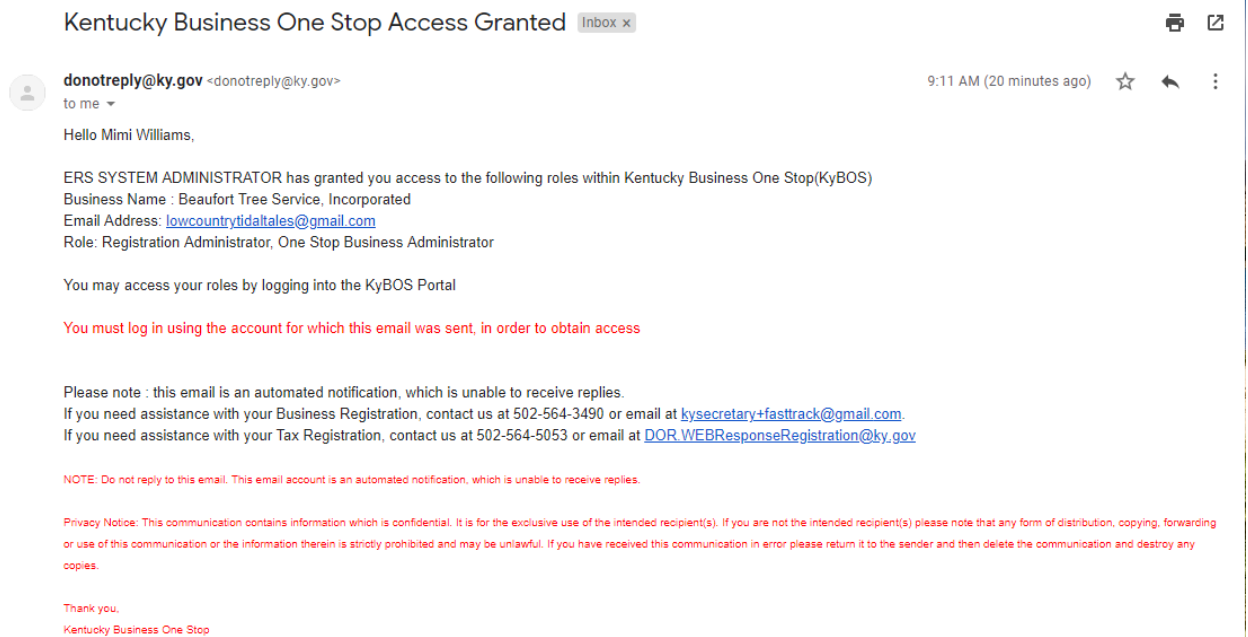 Kentucky Business One Stop Access Granted Inbox x
donotreply@ky.gov <donotreply@ky.gov> 9:11 AM (20 minutes ago)
to me
Hello Mimi Williams,
ERS SYSTEM ADMINISTRATOR has granted you access to the following roles within Kentucky Business One Stop(KyBOS)
Business Name : Beaufort Tree Service, Incorporated
Email Address: lowcountrytidaltales@gmail.com
Role: Registration Administrator, One Stop Business Administrator
You may access your roles by logging into the KyBOS Portal
You must log in using the account for which this email was sent, in order to obtain access
Please note : this email is an automated notification, which is unable to receive replies.
If you need assistance with your Business Registration, contact us at 502-564-3490 or email at kysecretary+fasttrack@gmail.com.
If you need assistance with your Tax Registration, contact us at 502-564-5053 or email at DOR.WEBResponseRegistration@ky.gov
NOTE: Do not reply to this email. This email account is an automated notification, which is unable to receive replies.
Privacy Notice: This communication contains information which is confidential. It is for the exclusive use of the intended recipient(s). If you are not the intended recipient(s) please note that any form of distribution, copying, forwarding
or use of this communication or the information therein is strictly prohibited and may be unlawful. If you have received this communication in error please return it to the sender and then delete the communication and destroy any
copies.
Thank you,
Kentucky Business One Stop